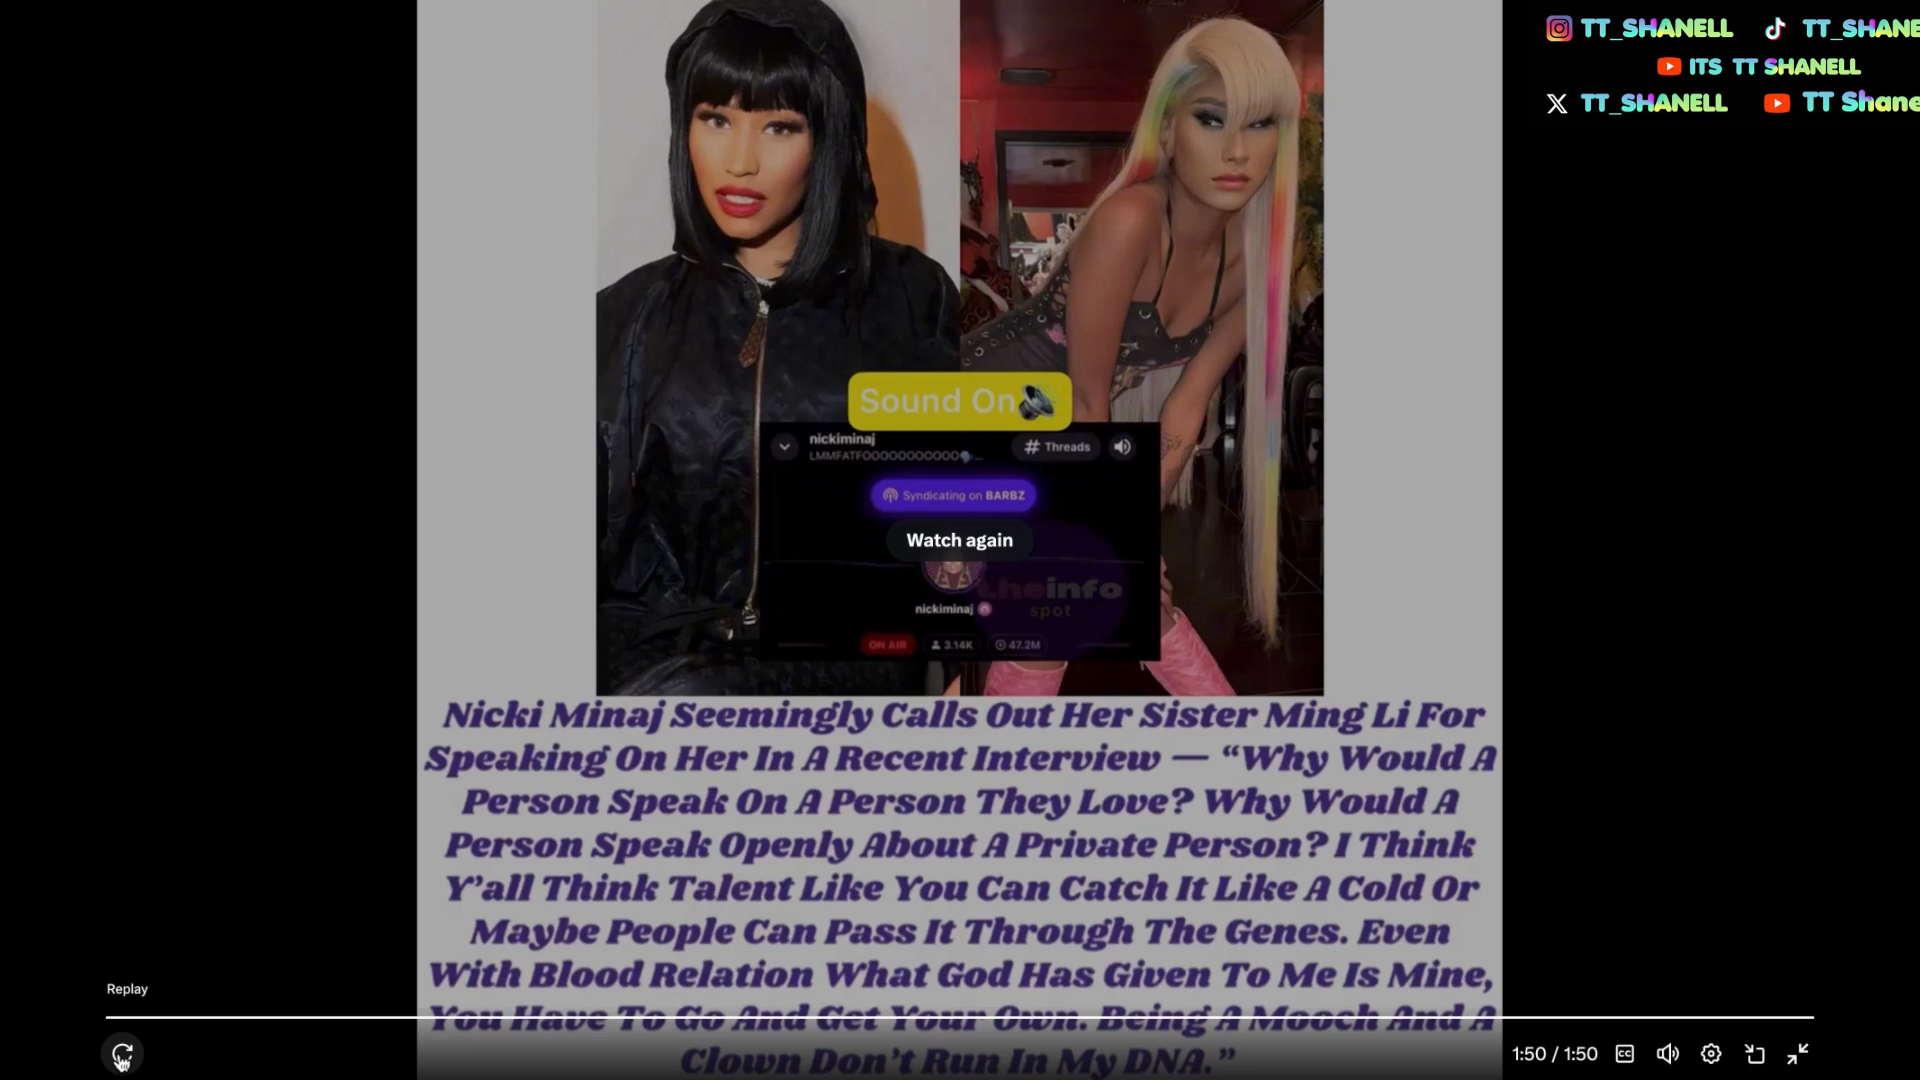 TT_SHANELL TT_SHANE
ITS TT SHANELL
TT_SHANELL TT Shane
Sound On
nickiminaj
LMMFATFOOOOOOOOOOOO
# Threads
Syndicating on BARBZ
Watch again
theinfo
spot
nickiminaj
ON AIR 3.14K 47.2M
Nicki Minaj Seemingly Calls Out Her Sister Ming Li For
Speaking On Her In A Recent Interview — “Why Would A
Person Speak On A Person They Love? Why Would A
Person Speak Openly About A Private Person? I Think
Y’all Think Talent Like You Can Catch It Like A Cold Or
Maybe People Can Pass It Through The Genes. Even
With Blood Relation What God Has Given To Me Is Mine,
You Have To Go And Get Your Own. Being A Mooch And A
Clown Don’t Run In My DNA.”
Replay
1:50 / 1:50 CC